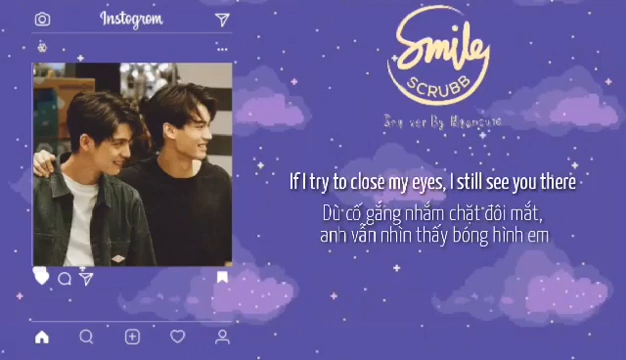 Instagram
Smile
SCRUBB
If I try to close my eyes, I still see you there
Dù cố gắng nhắm chặt đôi mắt,
anh vẫn nhìn thấy bóng hình em